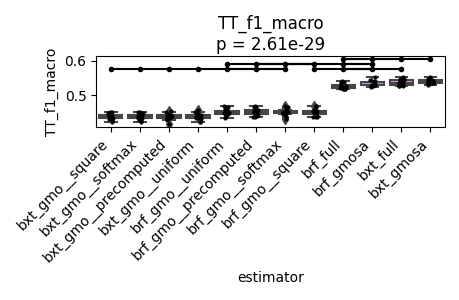 TT_f1_macro
p = 2.61e-29
TT_f1_macro
0.6
0.5
bxt_gmo__square
bxt_gmo__softmax
bxt_gmo__precomputed
bxt_gmo__uniform
brf_gmo__uniform
brf_gmo__precomputed
brf_gmo__softmax
brf_gmo__square
brf_full
brf_gmosa
bxt_full
bxt_gmosa
estimator